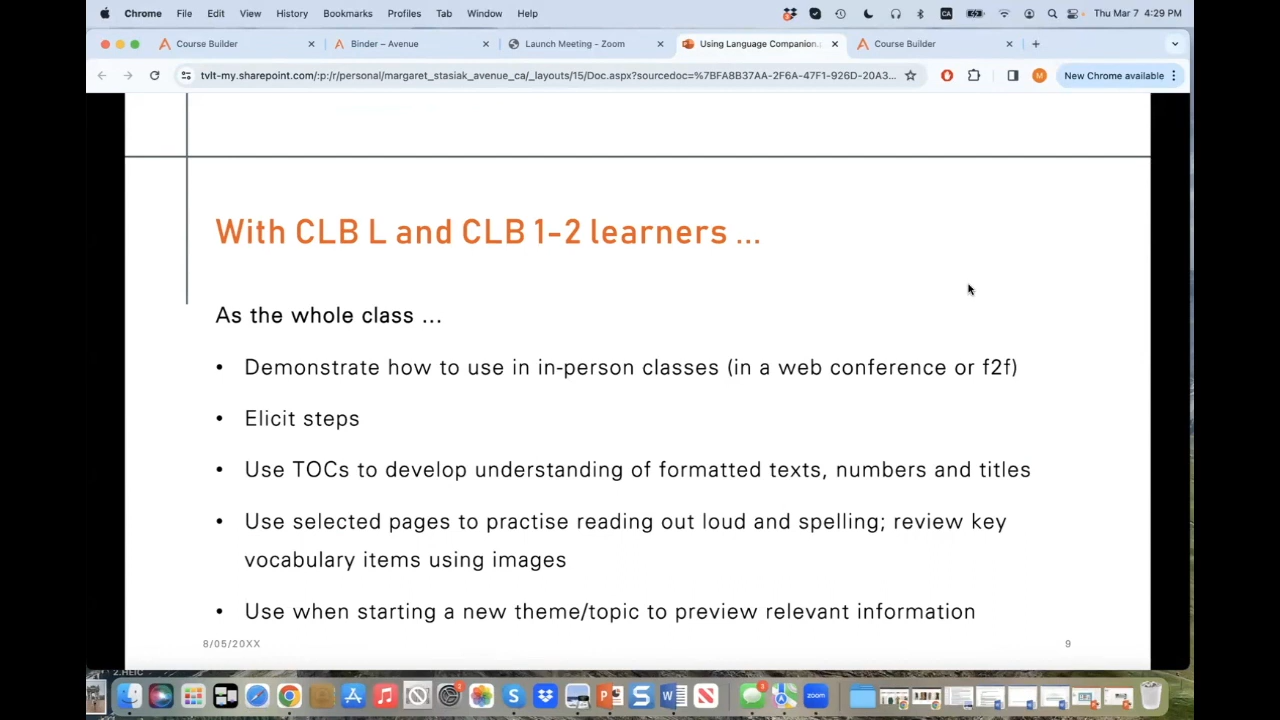 Chrome File Edit View History Bookmarks Profiles Tab Window Help CA Thu Mar 7 4:29 PM
Course Builder Binder – Avenue Launch Meeting - Zoom Using Language Companion. Course Builder
tvlt-my.sharepoint.com/:p:/r/personal/margaret_stasiak_avenue_ca/_layouts/15/Doc.aspx?sourcedoc=%7BFA8B37AA-2F6A-47F1-926D-20A3... M New Chrome available
With CLB L and CLB 1-2 learners ...
As the whole class ...
• Demonstrate how to use in in-person classes (in a web conference or f2f)
• Elicit steps
• Use TOCs to develop understanding of formatted texts, numbers and titles
• Use selected pages to practise reading out loud and spelling; review key
vocabulary items using images
• Use when starting a new theme/topic to preview relevant information
8/05/20XX 9
2.HEIC
zoom